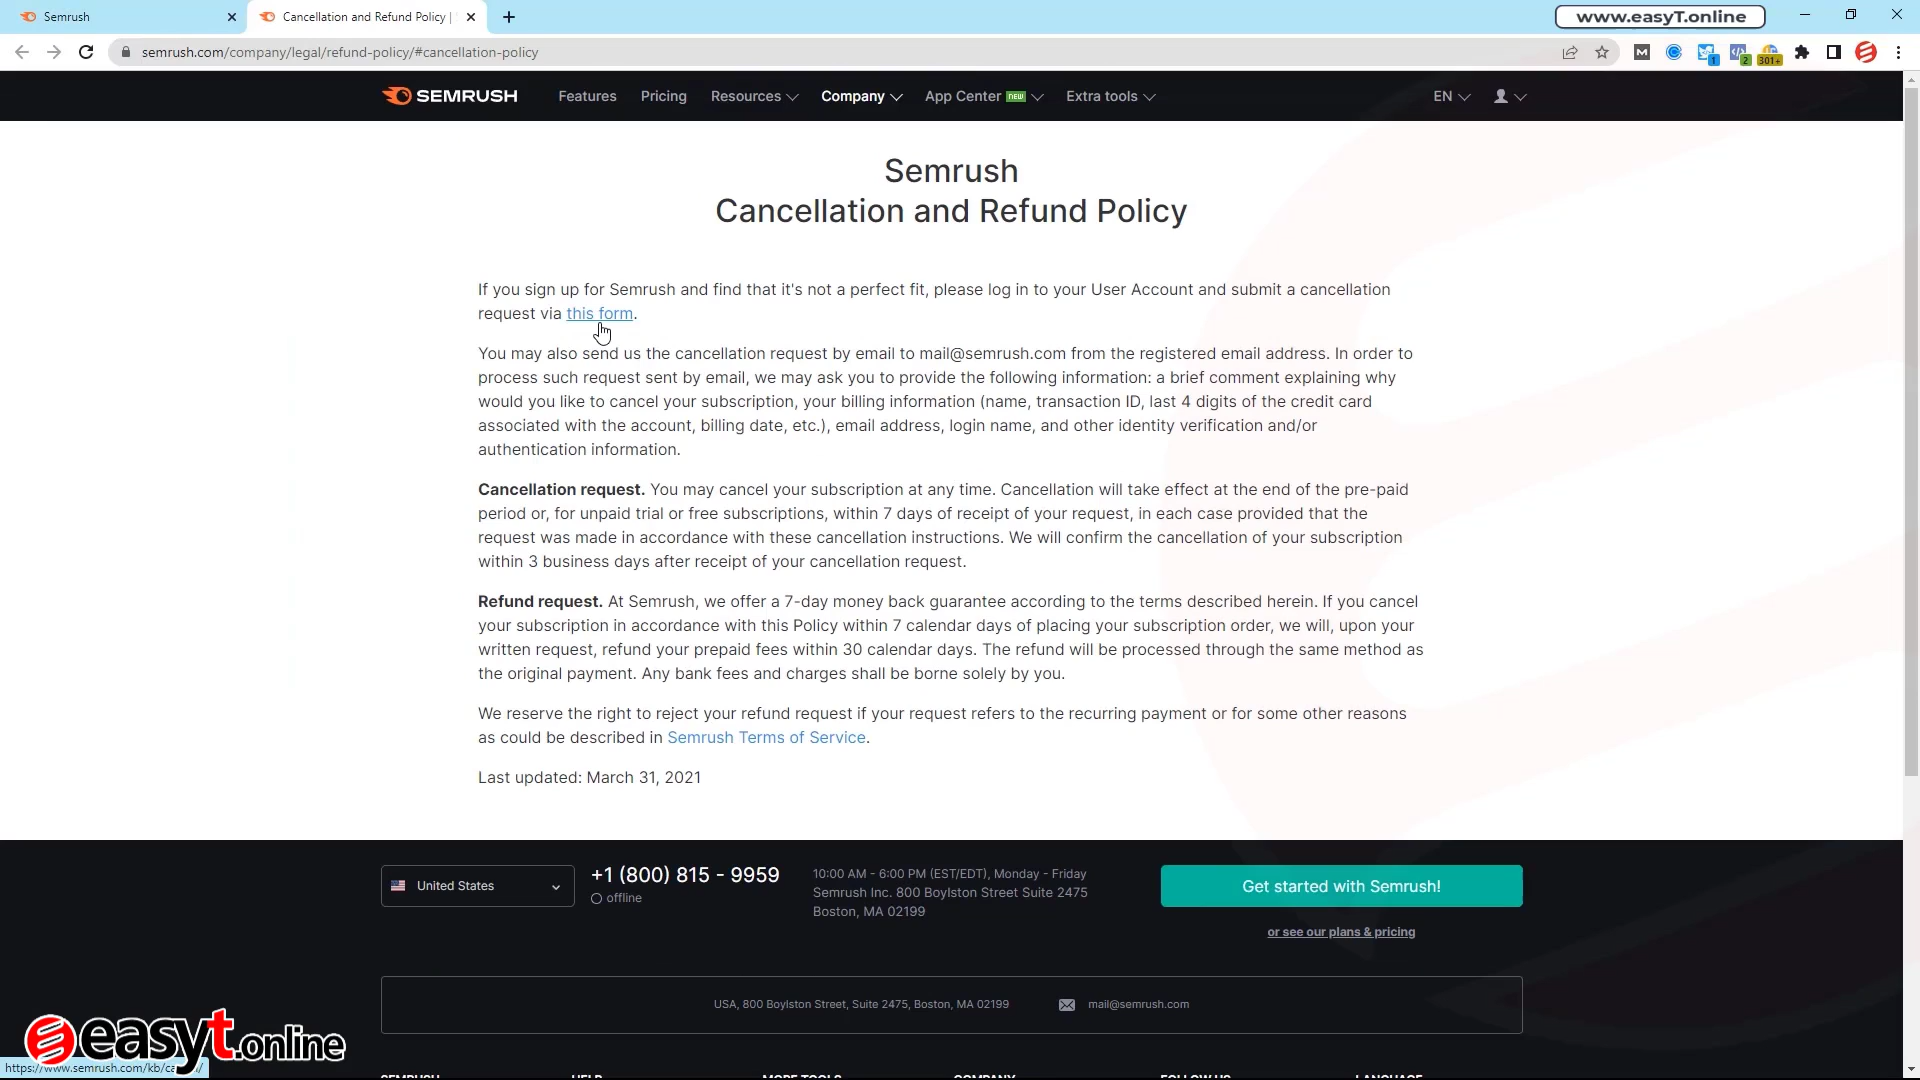 Semrush
Cancellation and Refund Policy |
www.easyT.online
semrush.com/company/legal/refund-policy/#cancellation-policy
1
2
301+
SEMRUSH
Features
Pricing
Resources
Company
App Center new
Extra tools
EN
Semrush
Cancellation and Refund Policy
If you sign up for Semrush and find that it's not a perfect fit, please log in to your User Account and submit a cancellation
request via this form.
You may also send us the cancellation request by email to mail@semrush.com from the registered email address. In order to
process such request sent by email, we may ask you to provide the following information: a brief comment explaining why
would you like to cancel your subscription, your billing information (name, transaction ID, last 4 digits of the credit card
associated with the account, billing date, etc.), email address, login name, and other identity verification and/or
authentication information.
Cancellation request. You may cancel your subscription at any time. Cancellation will take effect at the end of the pre-paid
period or, for unpaid trial or free subscriptions, within 7 days of receipt of your request, in each case provided that the
request was made in accordance with these cancellation instructions. We will confirm the cancellation of your subscription
within 3 business days after receipt of your cancellation request.
Refund request. At Semrush, we offer a 7-day money back guarantee according to the terms described herein. If you cancel
your subscription in accordance with this Policy within 7 calendar days of placing your subscription order, we will, upon your
written request, refund your prepaid fees within 30 calendar days. The refund will be processed through the same method as
the original payment. Any bank fees and charges shall be borne solely by you.
We reserve the right to reject your refund request if your request refers to the recurring payment or for some other reasons
as could be described in Semrush Terms of Service.
Last updated: March 31, 2021
United States
+1 (800) 815 - 9959
offline
10:00 AM - 6:00 PM (EST/EDT), Monday - Friday
Semrush Inc. 800 Boylston Street Suite 2475
Boston, MA 02199
Get started with Semrush!
or see our plans & pricing
USA, 800 Boylston Street, Suite 2475, Boston, MA 02199
mail@semrush.com
easyt.online
https://www.semrush.com/kb/ca
SEMRUSH
HELP
MORE TOOLS
COMPANY
FOLLOW US
LANGUAGE